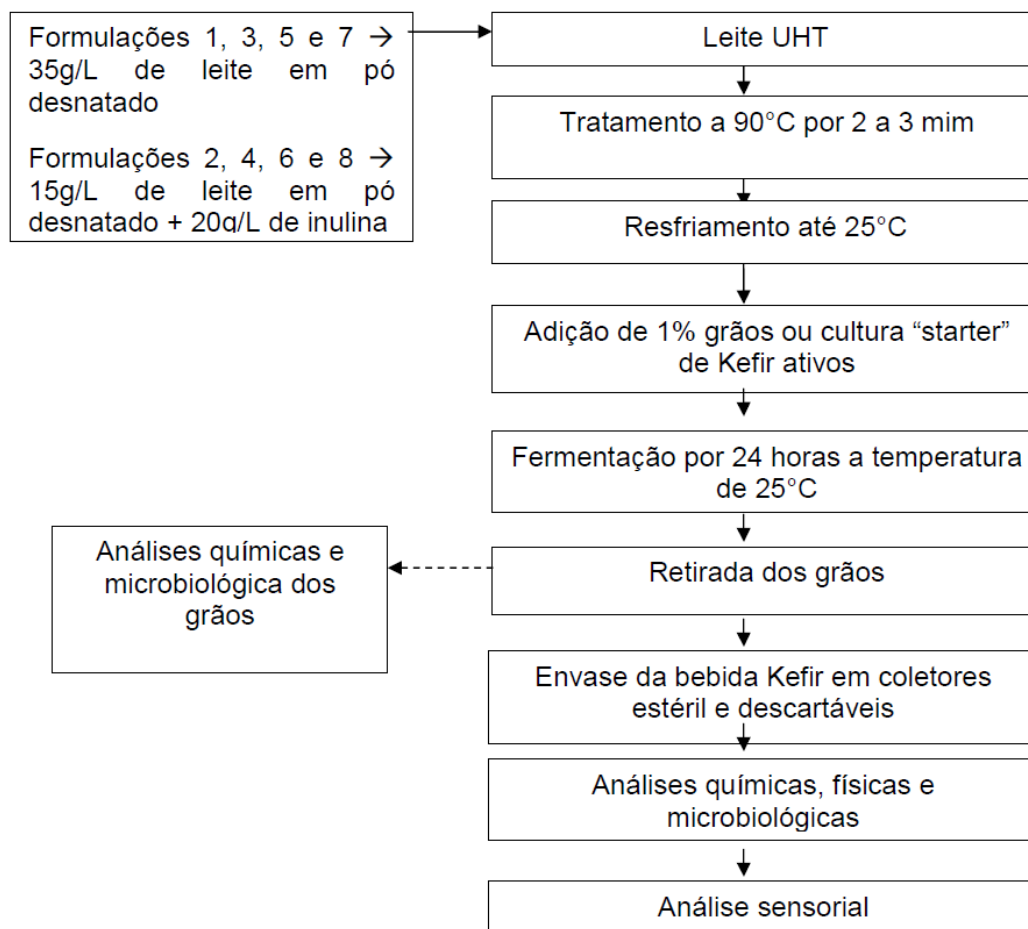 Formulações 1, 3, 5 e 7 →
35g/L de leite em pó
desnatado
Formulações 2, 4, 6 e 8 →
15g/L de leite em pó
desnatado + 20g/L de inulina
Leite UHT
Tratamento a 90°C por 2 a 3 mim
Resfriamento até 25°C
Adição de 1% grãos ou cultura “starter”
de Kefir ativos
Fermentação por 24 horas a temperatura
de 25°C
Análises químicas e
microbiológica dos
grãos
Retirada dos grãos
Envase da bebida Kefir em coletores
estéril e descartáveis
Análises químicas, físicas e
microbiológicas
Análise sensorial